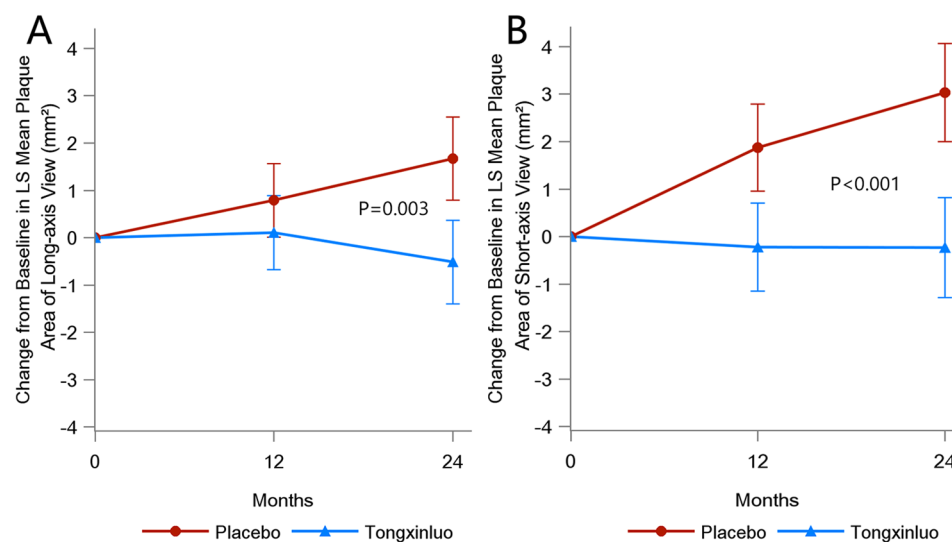 A
Change from Baseline in LS Mean Plaque
Area of Long-axis View (mm²)
4
3
2
1
0
-1
-2
-3
-4
P=0.003
0 12 24
Months
Placebo Tongxinluo
B
Change from Baseline in LS Mean Plaque
Area of Short-axis View (mm²)
4
3
2
1
0
-1
-2
-3
-4
P<0.001
0 12 24
Months
Placebo Tongxinluo